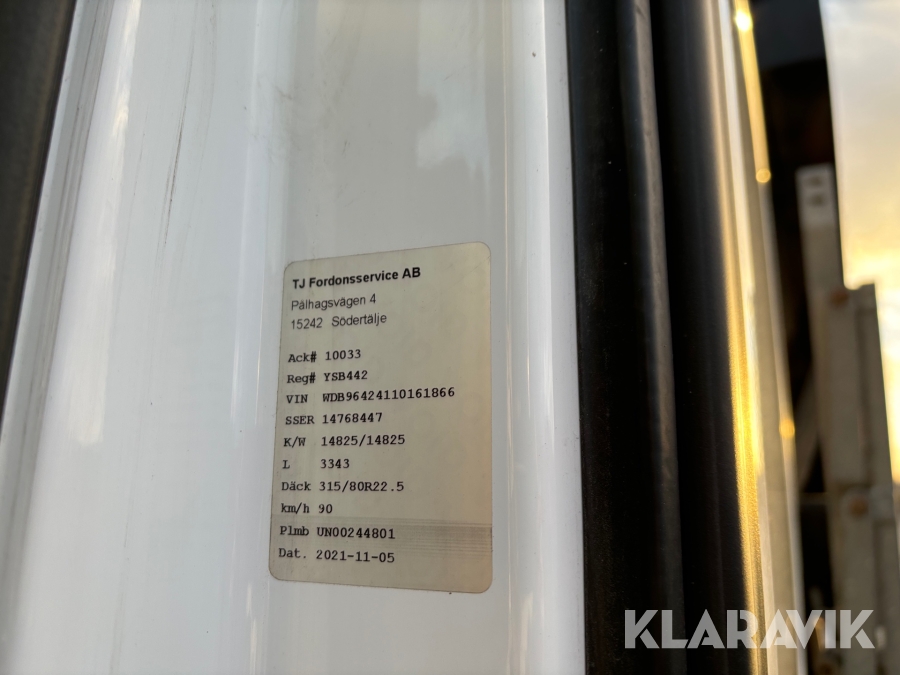 TJ Fordonsservice AB
Pålhagsvägen 4
15242 Södertälje
Ack# 10033
Reg# YSB442
VIN WDB96424110161866
SSER 14768447
K/W 14825/14825
L 3343
Däck 315/80R22.5
km/h 90
Plmb UN00244801
Dat. 2021-11-05
KLARAVIK